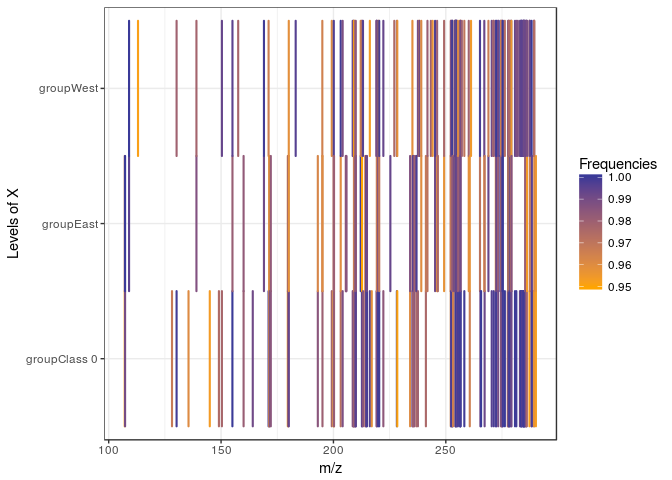 groupWest
groupEast
groupClass 0
Levels of X
100
150
200
250
m/z
Frequencies
1.00
0.99
0.98
0.97
0.96
0.95